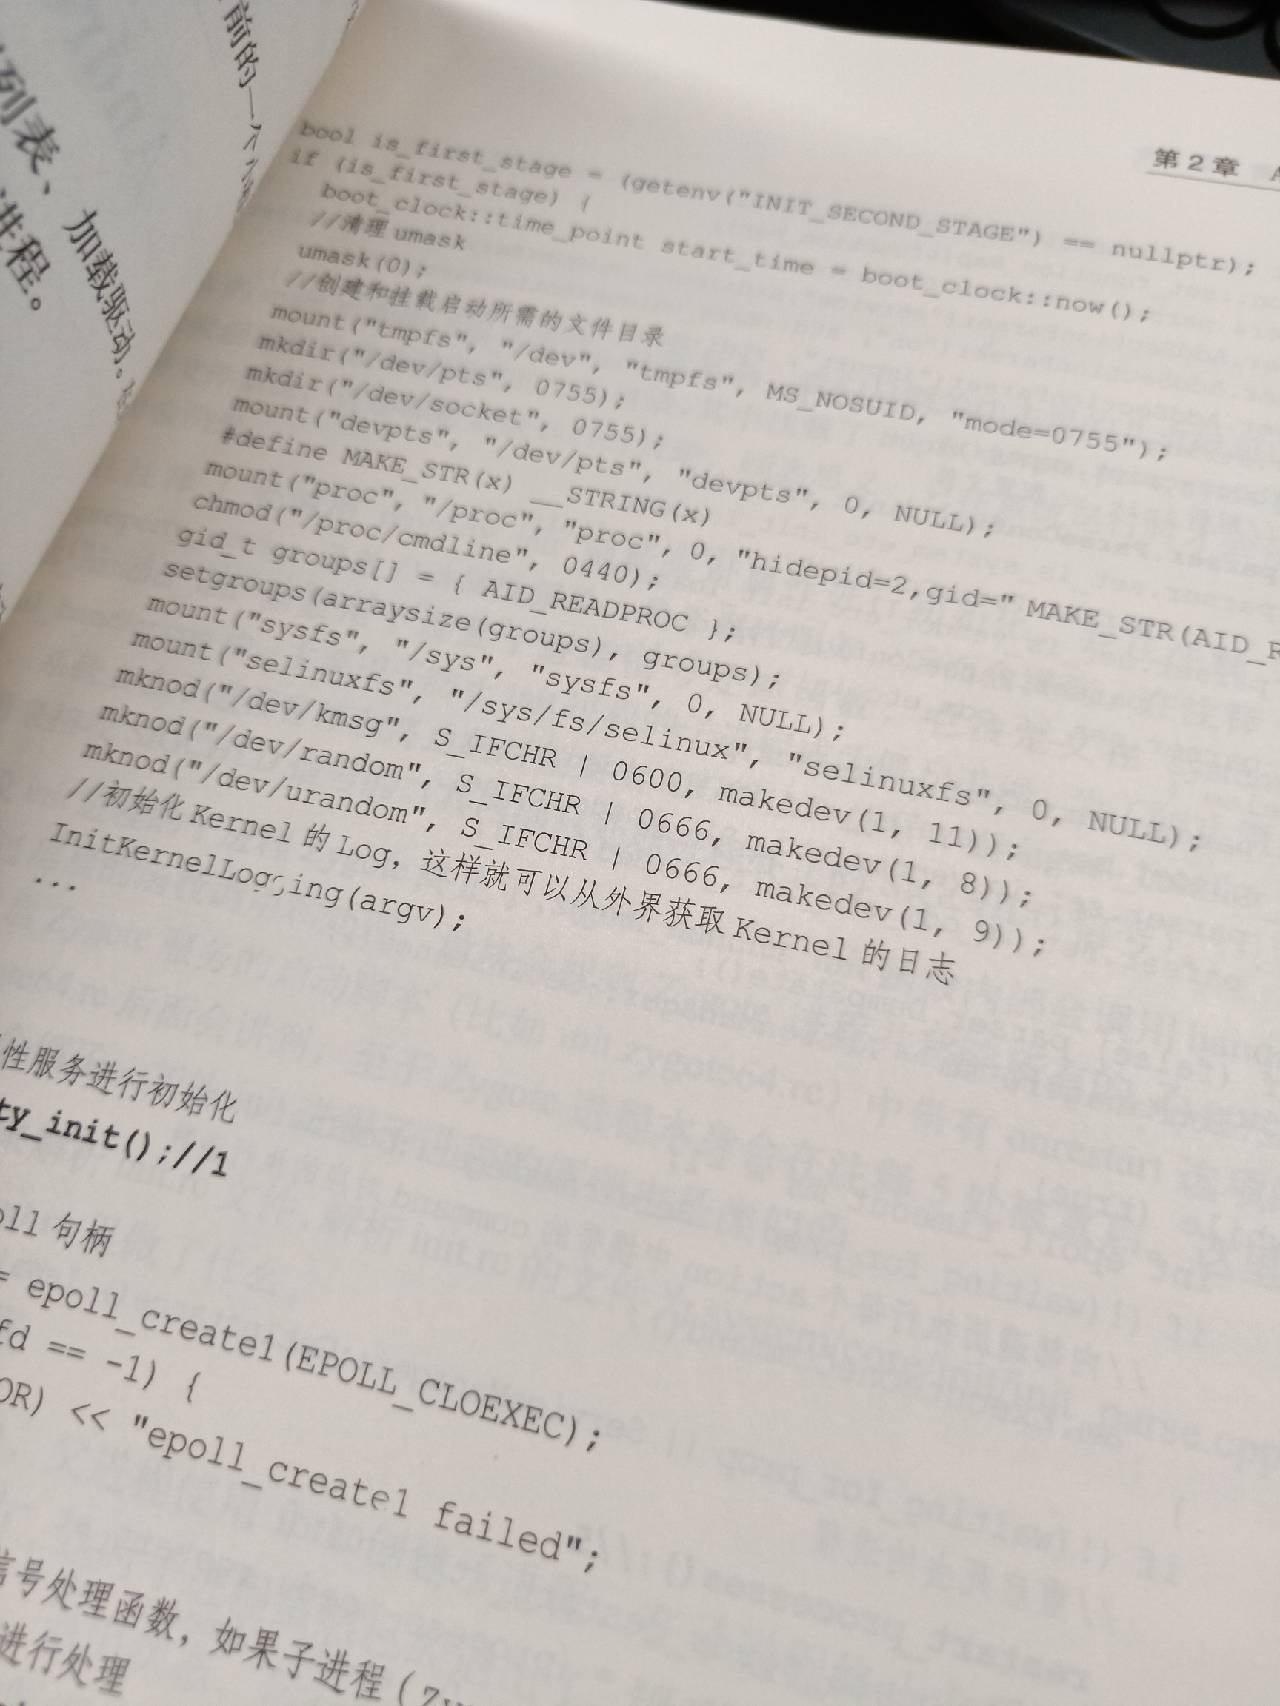 前的一个
列表、加载驱动。
进程。
第2章
bool is_first_stage = (getenv("INIT_SECOND_STAGE") == nullptr);
if (is_first_stage) {
boot_clock::time_point start_time = boot_clock::now();
//清理 umask
umask(0);
//创建和挂载启动所需的文件目录
mount("tmpfs", "/dev", "tmpfs", MS_NOSUID, "mode=0755");
mkdir("/dev/pts", 0755);
mkdir("/dev/socket", 0755);
mount("devpts", "/dev/pts", "devpts", 0, NULL);
#define MAKE_STR(x) __STRING(x)
mount("proc", "/proc", "proc", 0, "hidepid=2,gid=" MAKE_STR(AID_R
chmod("/proc/cmdline", 0440);
gid_t groups[] = { AID_READPROC };
setgroups(arraysize(groups), groups);
mount("sysfs", "/sys", "sysfs", 0, NULL);
mount("selinuxfs", "/sys/fs/selinux", "selinuxfs", 0, NULL);
mknod("/dev/kmsg", S_IFCHR | 0600, makedev(1, 11));
mknod("/dev/random", S_IFCHR | 0666, makedev(1, 8));
mknod("/dev/urandom", S_IFCHR | 0666, makedev(1, 9));
//初始化 Kernel 的 Log，这样就可以从外界获取 Kernel 的日志
InitKernelLogging(argv);
...
性服务进行初始化
ty_init();//1
oll 句柄
= epoll_create1(EPOLL_CLOEXEC);
fd == -1) {
OR) << "epoll_create1 failed";
信号处理函数，如果子进程（Zy
进行处理